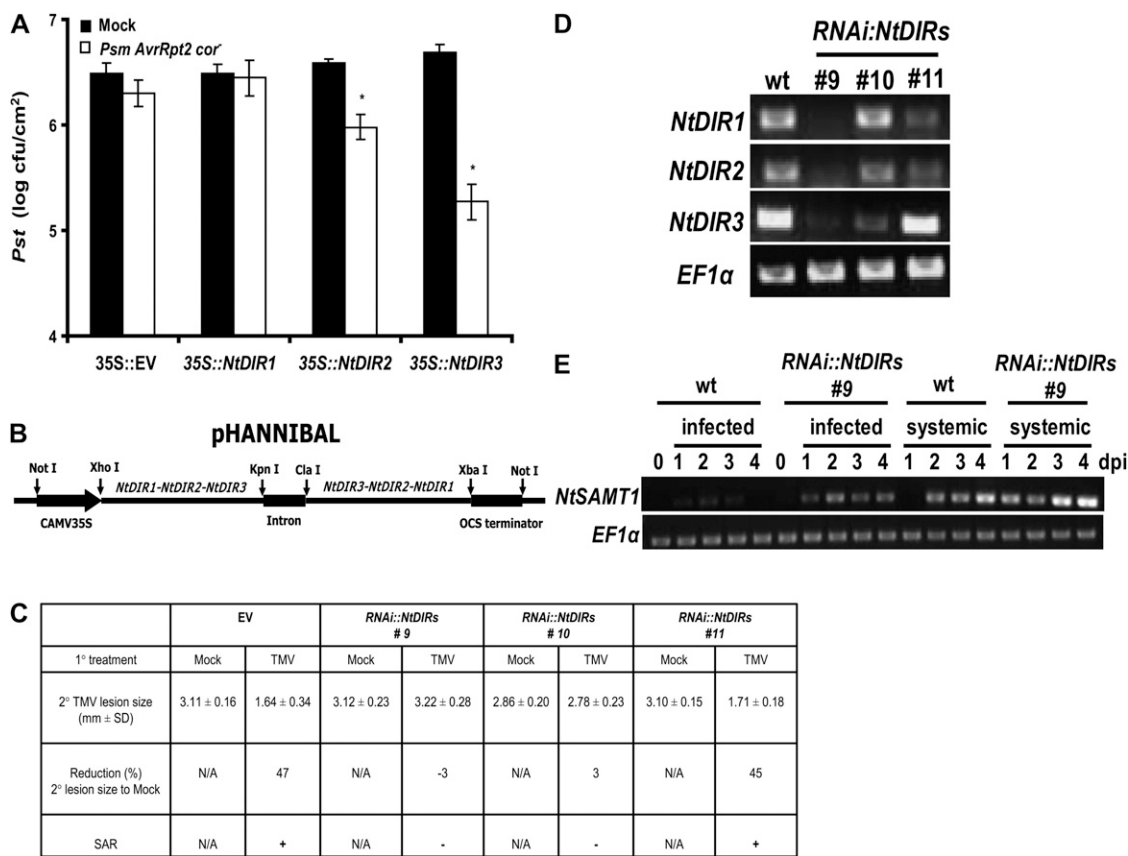 A
7
6
5
4
Pst (log cfu/cm²)
Mock
Psm AvrRpt2 cor⁻
*
*
35S::EV
35S::NtDIR1
35S::NtDIR2
35S::NtDIR3
B
pHANNIBAL
Not I
Xho I
NtDIR1-NtDIR2-NtDIR3
Kpn I
Cla I
NtDIR3-NtDIR2-NtDIR1
Xba I
Not I
CAMV35S
Intron
OCS terminator
C
EV
RNAi::NtDIRs
# 9
RNAi::NtDIRs
# 10
RNAi::NtDIRs
#11
1° treatment Mock TMV Mock TMV Mock TMV Mock TMV
2° TMV lesion size
(mm ± SD)
3.11 ± 0.16 1.64 ± 0.34 3.12 ± 0.23 3.22 ± 0.28 2.86 ± 0.20 2.78 ± 0.23 3.10 ± 0.15 1.71 ± 0.18
Reduction (%)
2° lesion size to Mock
N/A 47 N/A -3 N/A 3 N/A 45
SAR N/A + N/A - N/A - N/A +
D
RNAi:NtDIRs
wt #9 #10 #11
NtDIR1
NtDIR2
NtDIR3
EF1α
E
wt
RNAi::NtDIRs
#9
wt
RNAi::NtDIRs
#9
infected infected systemic systemic
0 1 2 3 4 0 1 2 3 4 1 2 3 4 1 2 3 4 dpi
NtSAMT1
EF1α